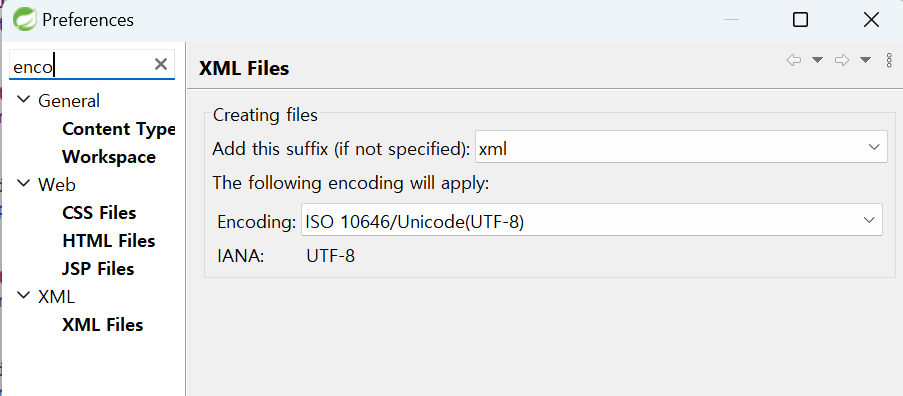 Preferences
enco
XML Files
General
Content Type
Workspace
Web
CSS Files
HTML Files
JSP Files
XML
XML Files
Creating files
Add this suffix (if not specified): xml
The following encoding will apply:
Encoding: ISO 10646/Unicode(UTF-8)
IANA: UTF-8